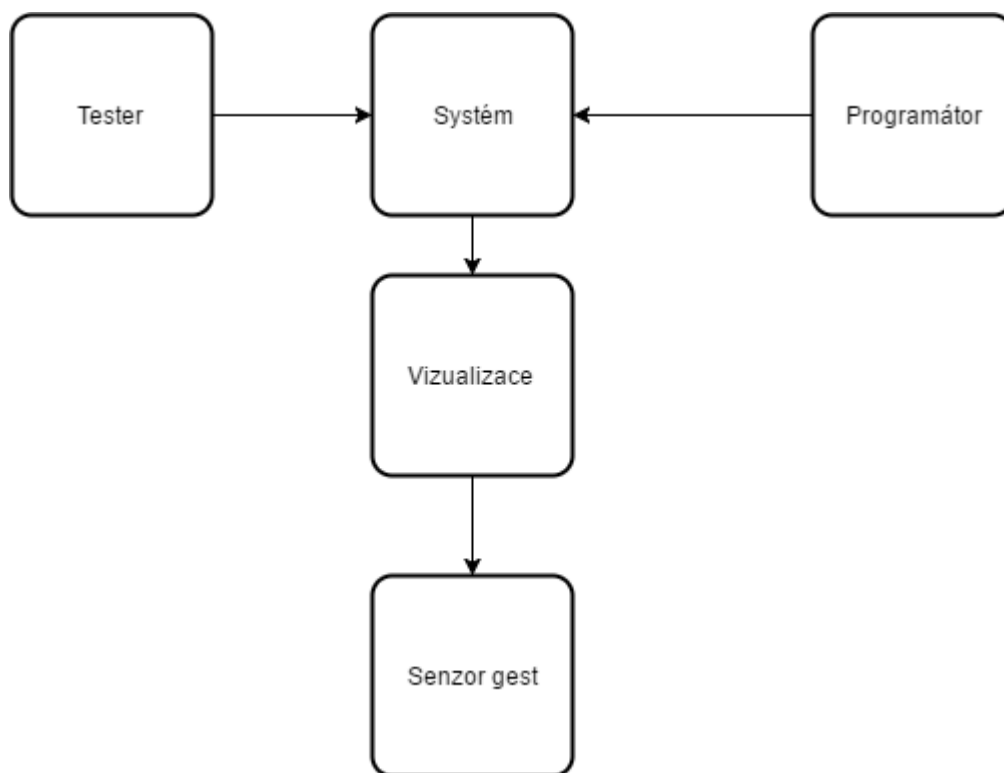 Tester
Systém
Programátor
Vizualizace
Senzor gest